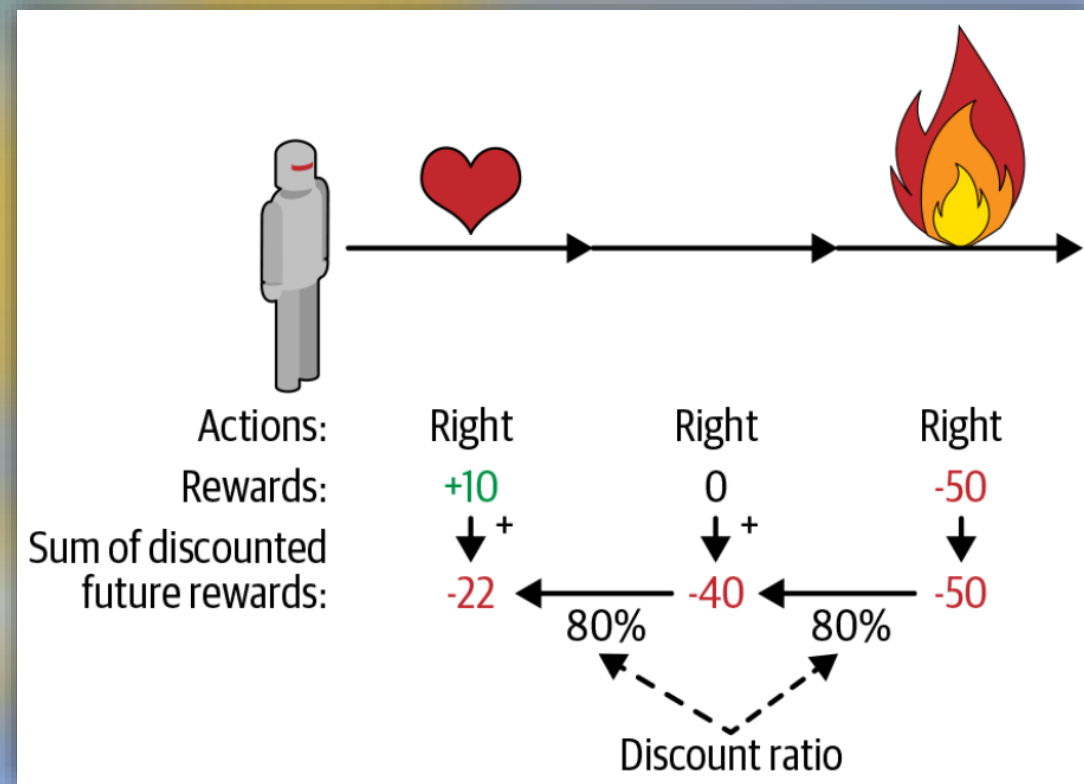 Actions: Right Right Right
Rewards: +10 0 -50
+ +
Sum of discounted
future rewards: -22 -40 -50
80% 80%
Discount ratio